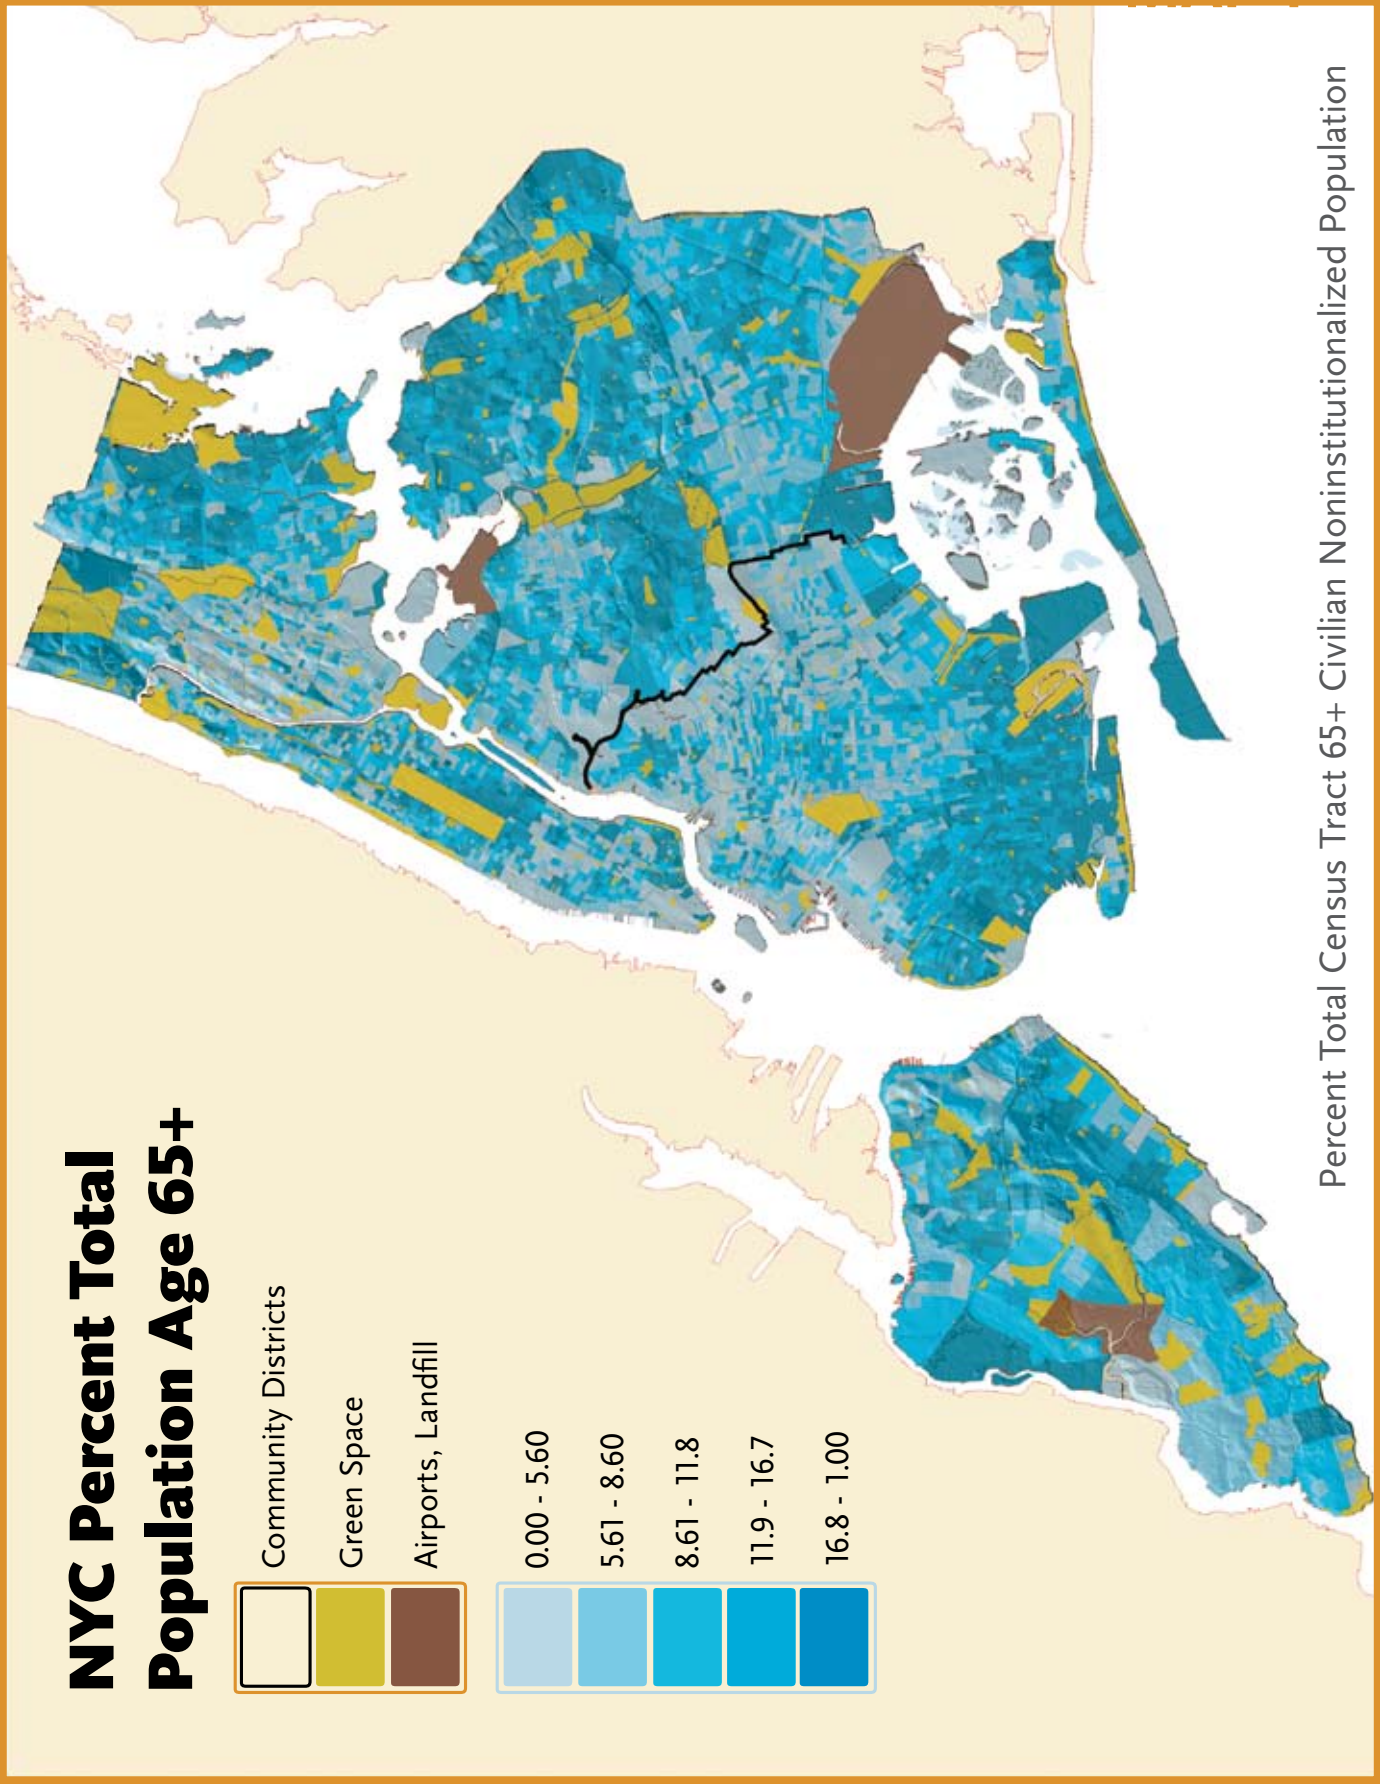 NYC Percent Total
Population Age 65+
Community Districts
Green Space
Airports, Landfill
0.00 - 5.60
5.61 - 8.60
8.61 - 11.8
11.9 - 16.7
16.8 - 1.00
Percent Total Census Tract 65+ Civilian Noninstitutionalized Population